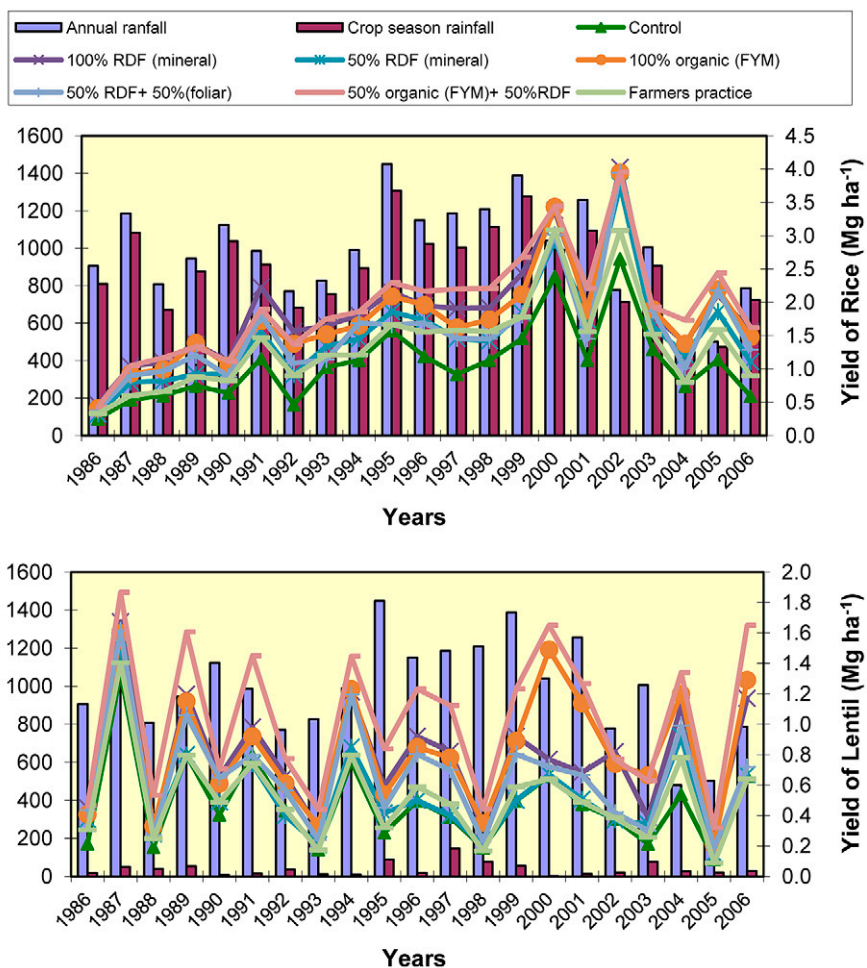 Annual ranfall Crop season rainfall Control
100% RDF (mineral) 50% RDF (mineral) 100% organic (FYM)
50% RDF+ 50%(foliar) 50% organic (FYM)+ 50%RDF Farmers practice
1600 4.5
1400 4.0
1200 3.5
1000 3.0
800 2.5
600 2.0
400 1.5
200 1.0
0 0.5
0.0
Yield of Rice (Mg ha-1)
1986 1987 1988 1989 1990 1991 1992 1993 1994 1995 1996 1997 1998 1999 2000 2001 2002 2003 2004 2005 2006
Years
1600 2.0
1400 1.8
1200 1.6
1000 1.4
800 1.2
600 1.0
400 0.8
200 0.6
0 0.4
0.2
0.0
Yield of Lentil (Mg ha-1)
1986 1987 1988 1989 1990 1991 1992 1993 1994 1995 1996 1997 1998 1999 2000 2001 2002 2003 2004 2005 2006
Years